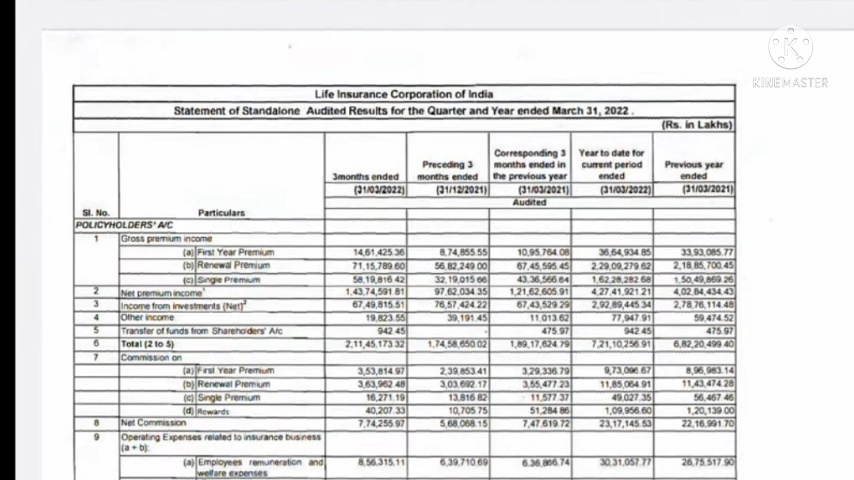 KINEMASTER
Life Insurance Corporation of India
Statement of Standalone Audited Results for the Quarter and Year ended March 31, 2022 .
(Rs. in Lakhs)
Sl. No. Particulars 3months ended Preceding 3 months ended Corresponding 3 months ended in the previous year Year to date for current period ended Previous year ended
(31/03/2022) (31/12/2021) (31/03/2021) (31/03/2022) (31/03/2021)
Audited
POLICYHOLDERS' A/C
1 Gross premium income
(a) First Year Premium 14,61,425.36 8,74,855.55 10,95,764.08 36,64,934.85 33,93,085.77
(b) Renewal Premium 71,15,789.60 56,82,249.00 67,45,595.45 2,29,09,279.62 2,18,85,700.45
(c) Single Premium 58,19,816.42 32,19,015.66 43,36,566.64 1,62,28,282.68 1,50,49,869.26
2 Net premium income¹ 1,43,74,591.81 97,62,034.35 1,21,62,605.91 4,27,41,921.21 4,02,84,434.43
3 Income from investments (Net)² 67,49,815.51 76,57,424.22 67,43,529.29 2,92,89,445.34 2,78,76,114.48
4 Other income 19,823.55 39,191.45 11,013.62 77,947.91 59,474.52
5 Transfer of funds from Shareholders' A/c 942.45 - 475.97 942.45 475.97
6 Total (2 to 5) 2,11,45,173.32 1,74,58,650.02 1,89,17,624.79 7,21,10,256.91 6,82,20,499.40
7 Commission on
(a) First Year Premium 3,53,814.97 2,39,853.41 3,29,336.79 9,73,096.67 8,96,983.14
(b) Renewal Premium 3,63,962.48 3,03,692.17 3,55,477.23 11,85,064.91 11,43,474.28
(c) Single Premium 16,271.19 13,816.82 11,577.37 49,027.35 56,467.46
(d) Rewards 40,207.33 10,705.75 51,284.86 1,09,956.60 1,20,139.00
8 Net Commission 7,74,255.97 5,68,068.15 7,47,619.72 23,17,145.53 22,16,991.70
9 Operating Expenses related to insurance business
(a + b):
(a) Employees remuneration and 8,56,315.11 6,39,710.69 6,36,866.74 30,31,057.77 26,75,517.90
welfare expenses